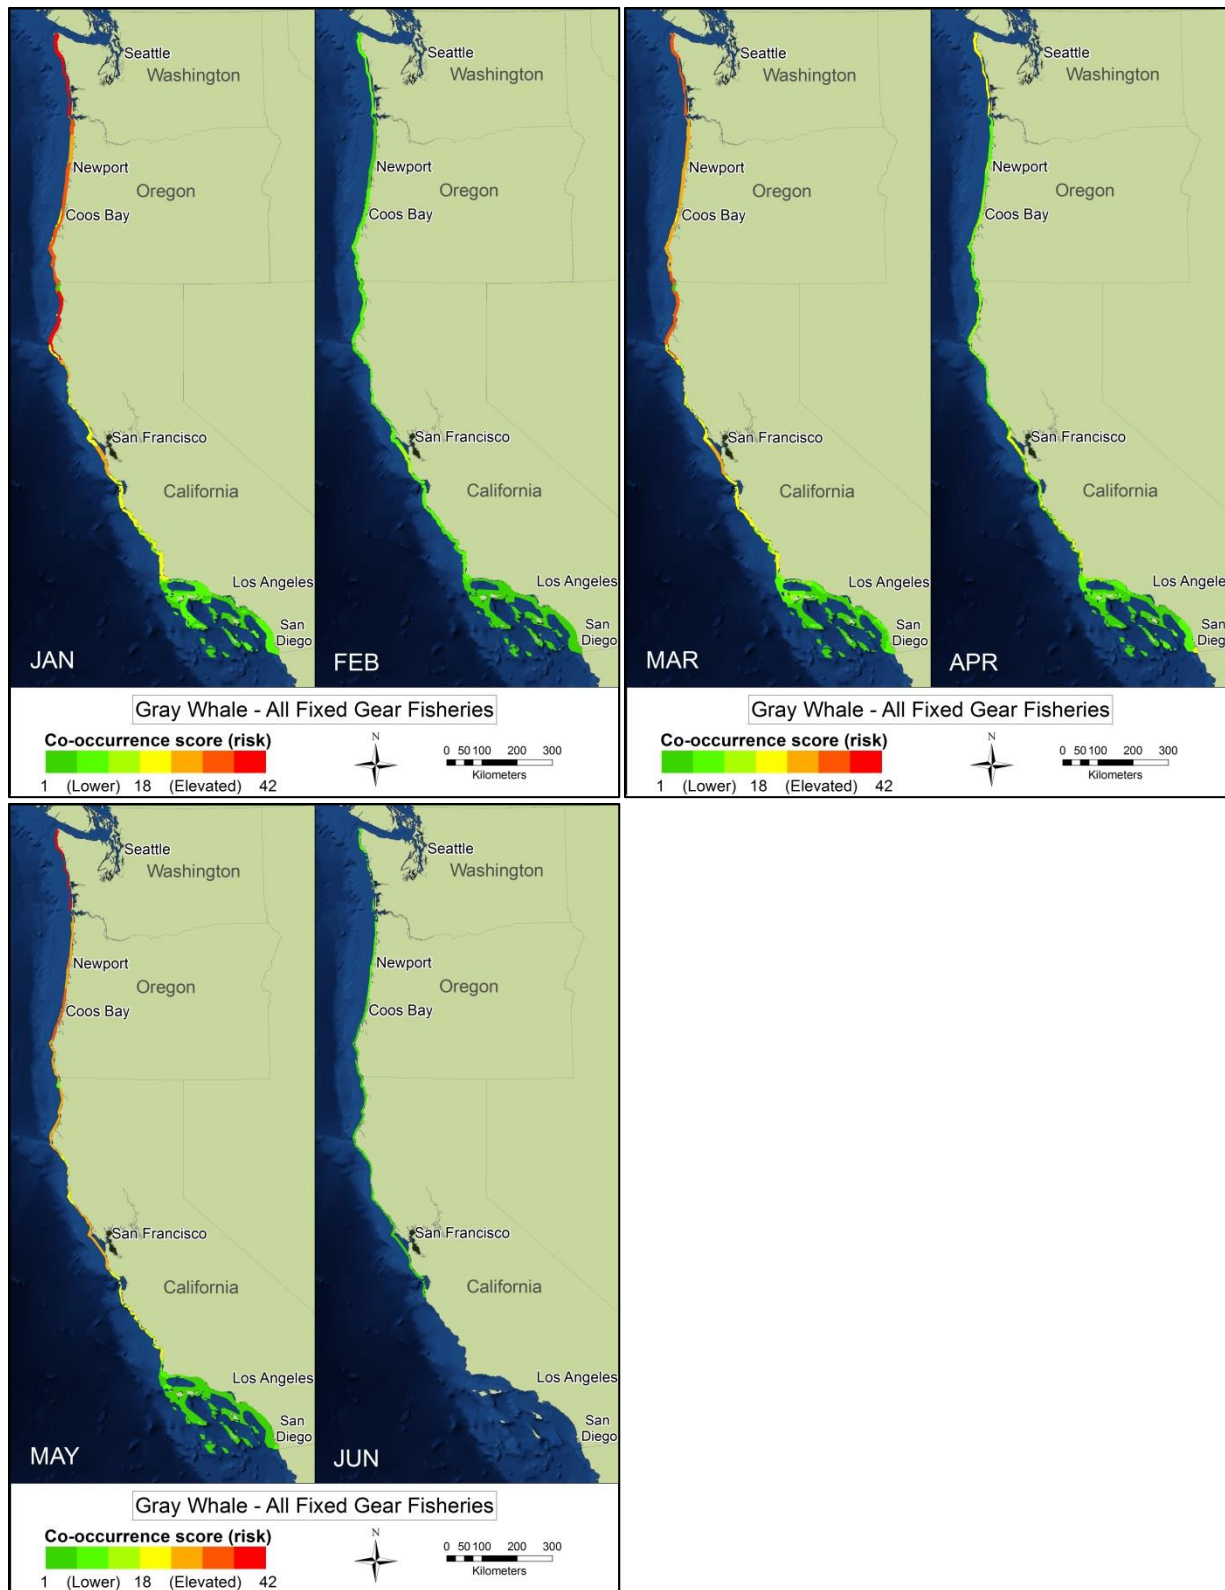 Seattle
Washington
Newport
Oregon
Coos Bay
San Francisco
California
Los Angeles
San
Diego
JAN
Seattle
Washington
Newport
Oregon
Coos Bay
San Francisco
California
Los Angeles
San
Diego
FEB
Gray Whale - All Fixed Gear Fisheries
Co-occurrence score (risk)
1 (Lower) 18 (Elevated) 42
N
0 50 100 200 300
Kilometers
Seattle
Washington
Newport
Oregon
Coos Bay
San Francisco
California
Los Angeles
San
Diego
MAR
Seattle
Washington
Newport
Oregon
Coos Bay
San Francisco
California
Los Angeles
San
Diego
APR
Gray Whale - All Fixed Gear Fisheries
Co-occurrence score (risk)
1 (Lower) 18 (Elevated) 42
N
0 50 100 200 300
Kilometers
Seattle
Washington
Newport
Oregon
Coos Bay
San Francisco
California
Los Angeles
San
Diego
MAY
Seattle
Washington
Newport
Oregon
Coos Bay
San Francisco
California
Los Angeles
San
Diego
JUN
Gray Whale - All Fixed Gear Fisheries
Co-occurrence score (risk)
1 (Lower) 18 (Elevated) 42
N
0 50 100 200 300
Kilometers